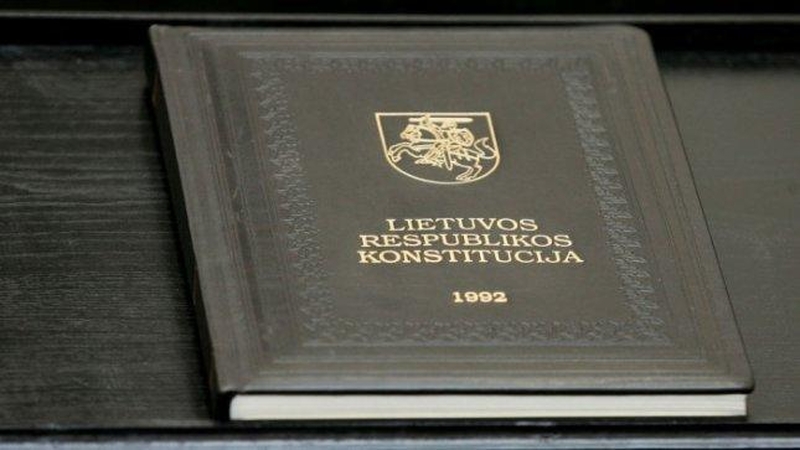 LIETUVOS
RESPUBLIKOS
KONSTITUCIJA
1992